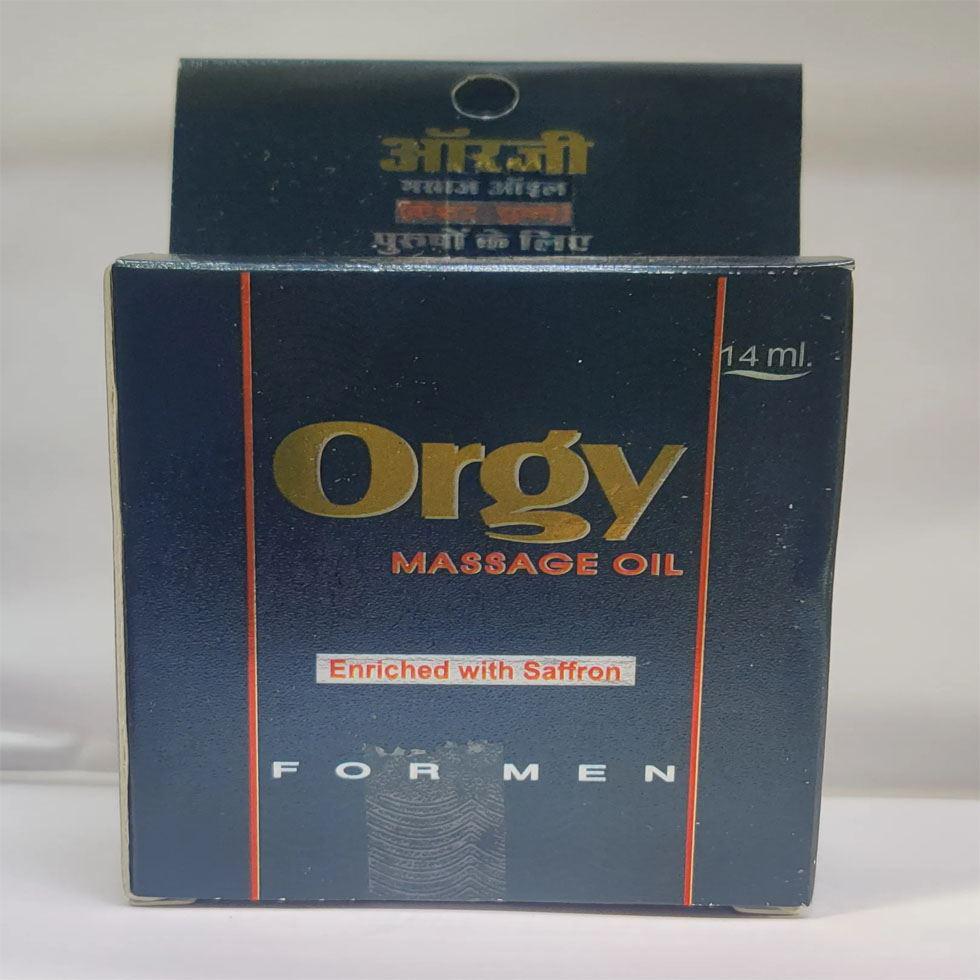 ऑरजी
मसाज ऑइल
पुरुषों के लिए
14 ml.
Orgy
MASSAGE OIL
Enriched with Saffron
FOR MEN